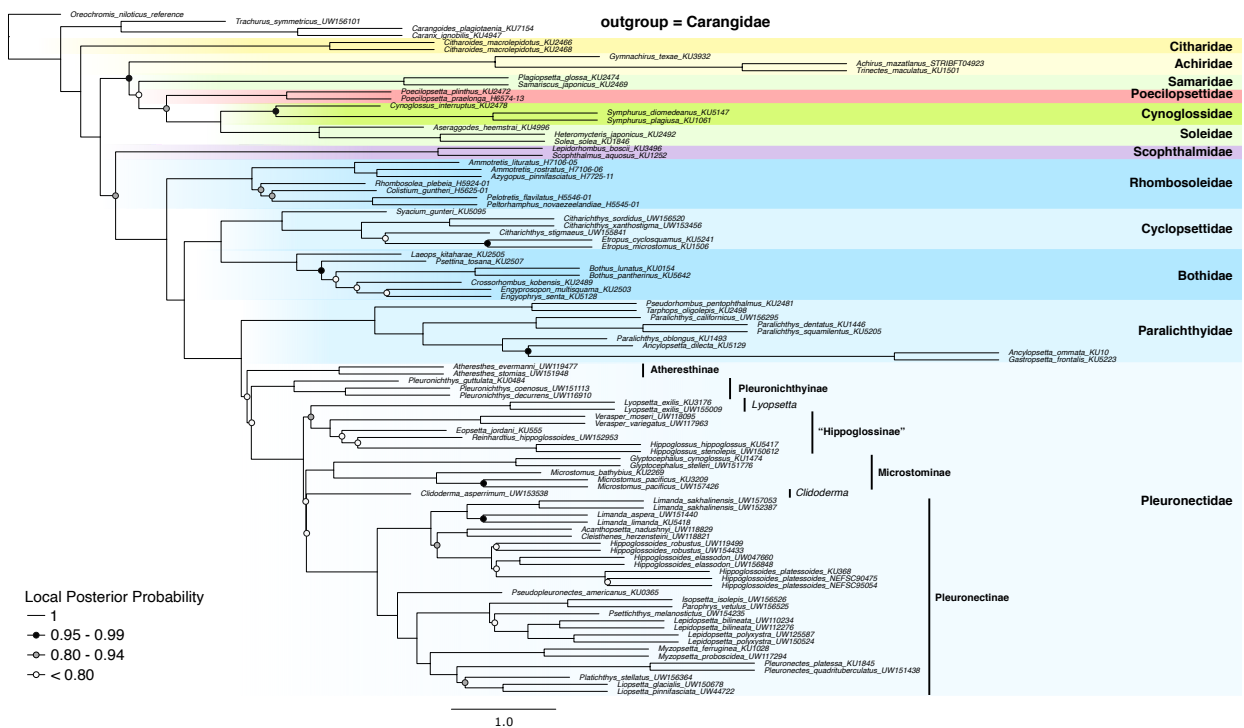 Oreochromis_niloticus_reference
outgroup = Carangidae
Trachurus_symmetricus_UW156101
Carangoides_plagiotaenia_KU7154
Caranx_ignobilis_KU4947
Citharoides_macrolepidotus_KU2466
Citharoides_macrolepidotus_KU2468
Citharidae
Gymnachirus_texae_KU3932
Achirus_mazatlanus_STRIBFT04923
Trinectes_maculatus_KU1501
Achiridae
Plagiopsetta_glossa_KU2474
Samariscus_japonicus_KU2469
Samaridae
Poecilopsetta_plinthus_KU2472
Poecilopsetta_praelonga_H6574-13
Poecilopsettidae
Cynoglossus_interruptus_KU2478
Symphurus_diomedeanus_KU5147
Symphurus_plagiusa_KU1061
Cynoglossidae
Aseraggodes_heemstrai_KU4996
Heteromycteris_japonicus_KU2492
Solea_solea_KU1846
Soleidae
Lepidorhombus_boscii_KU3496
Scophthalmus_aquosus_KU1252
Scophthalmidae
Ammotretis_lituratus_H7106-05
Ammotretis_rostratus_H7106-06
Azygopus_pinnifasciatus_H7725-11
Rhombosolea_plebeia_H5924-01
Colistium_guntheri_H5625-01
Pelotretis_flavilatus_H5546-01
Peltorhamphus_novaezeelandiae_H5545-01
Rhombosoleidae
Syacium_gunteri_KU5095
Citharichthys_sordidus_UW156520
Citharichthys_xanthostigma_UW153456
Citharichthys_stigmaeus_UW155841
Etropus_cyclosquamus_KU5241
Etropus_microstomus_KU1506
Cyclopsettidae
Laeops_kitaharae_KU2505
Psettina_tosana_KU2507
Bothus_lunatus_KU0154
Bothus_pantherinus_KU5642
Crossorhombus_kobensis_KU2489
Engyprosopon_multisquama_KU2503
Engyophrys_senta_KU5128
Bothidae
Pseudorhombus_pentophthalmus_KU2481
Tarphops_oligolepis_KU2498
Paralichthys_californicus_UW156295
Paralichthys_dentatus_KU1446
Paralichthys_squamilentus_KU5205
Paralichthys_oblongus_KU1493
Ancylopsetta_dilecta_KU5129
Ancylopsetta_ommata_KU10
Gastropsetta_frontalis_KU5223
Paralichthyidae
Atheresthes_evermanni_UW119477
Atheresthes_stomias_UW151948
Atheresthinae
Pleuronichthys_guttulata_KU0484
Pleuronichthys_coenosus_UW151113
Pleuronichthys_decurrens_UW116910
Pleuronichthyinae
Lyopsetta_exilis_KU3176
Lyopsetta_exilis_UW155009
Lyopsetta
Verasper_moseri_UW118095
Verasper_variegatus_UW117963
Eopsetta_jordani_KU555
Reinhardtius_hippoglossoides_UW152953
Hippoglossus_hippoglossus_KU5417
Hippoglossus_stenolepis_UW150612
“Hippoglossinae”
Glyptocephalus_cynoglossus_KU1474
Glyptocephalus_stelleri_UW151776
Microstomus_bathybius_KU2269
Microstomus_pacificus_KU3209
Microstomus_pacificus_UW157426
Microstominae
Clidoderma_asperrimum_UW153538
Clidoderma
Pleuronectidae
Limanda_sakhalinensis_UW157053
Limanda_sakhalinensis_UW152387
Limanda_aspera_UW151440
Limanda_limanda_KU5418
Acanthopsetta_nadushnyi_UW118829
Cleisthenes_herzensteini_UW118821
Hippoglossoides_robustus_UW119499
Hippoglossoides_robustus_UW154433
Hippoglossoides_elassodon_UW047660
Hippoglossoides_elassodon_UW156848
Hippoglossoides_platessoides_KU368
Hippoglossoides_platessoides_NEFSC90475
Hippoglossoides_platessoides_NEFSC95054
Pseudopleuronectes_americanus_KU0365
Pleuronectinae
Isopsetta_isolepis_UW156526
Parophrys_vetulus_UW156525
Psettichthys_melanostictus_UW154235
Lepidopsetta_bilineata_UW110234
Lepidopsetta_bilineata_UW112276
Lepidopsetta_polyxystra_UW125587
Lepidopsetta_polyxystra_UW150524
Myzopsetta_ferruginea_KU1028
Myzopsetta_proboscidea_UW117294
Pleuronectes_platessa_KU1845
Pleuronectes_quadrituberculatus_UW151438
Platichthys_stellatus_UW156364
Liopsetta_glacialis_UW150678
Liopsetta_pinnifasciata_UW44722
Local Posterior Probability
1
0.95 - 0.99
0.80 - 0.94
< 0.80
1.0